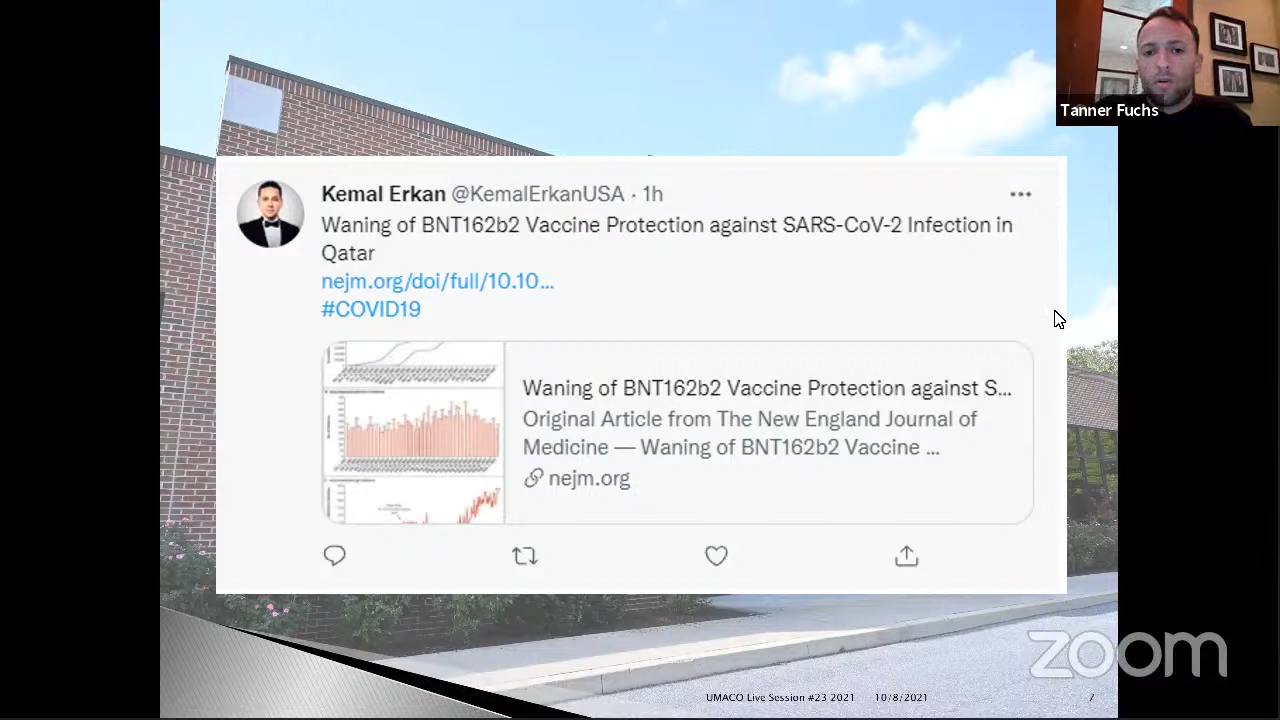 Tanner Fuchs
Kemal Erkan @KemalErkanUSA · 1h
Waning of BNT162b2 Vaccine Protection against SARS-CoV-2 Infection in
Qatar
nejm.org/doi/full/10.10...
#COVID19
Waning of BNT162b2 Vaccine Protection against S...
Original Article from The New England Journal of
Medicine — Waning of BNT162b2 Vaccine ...
nejm.org
zoom
UMACO Live Session #23 2021 10/8/2021 7